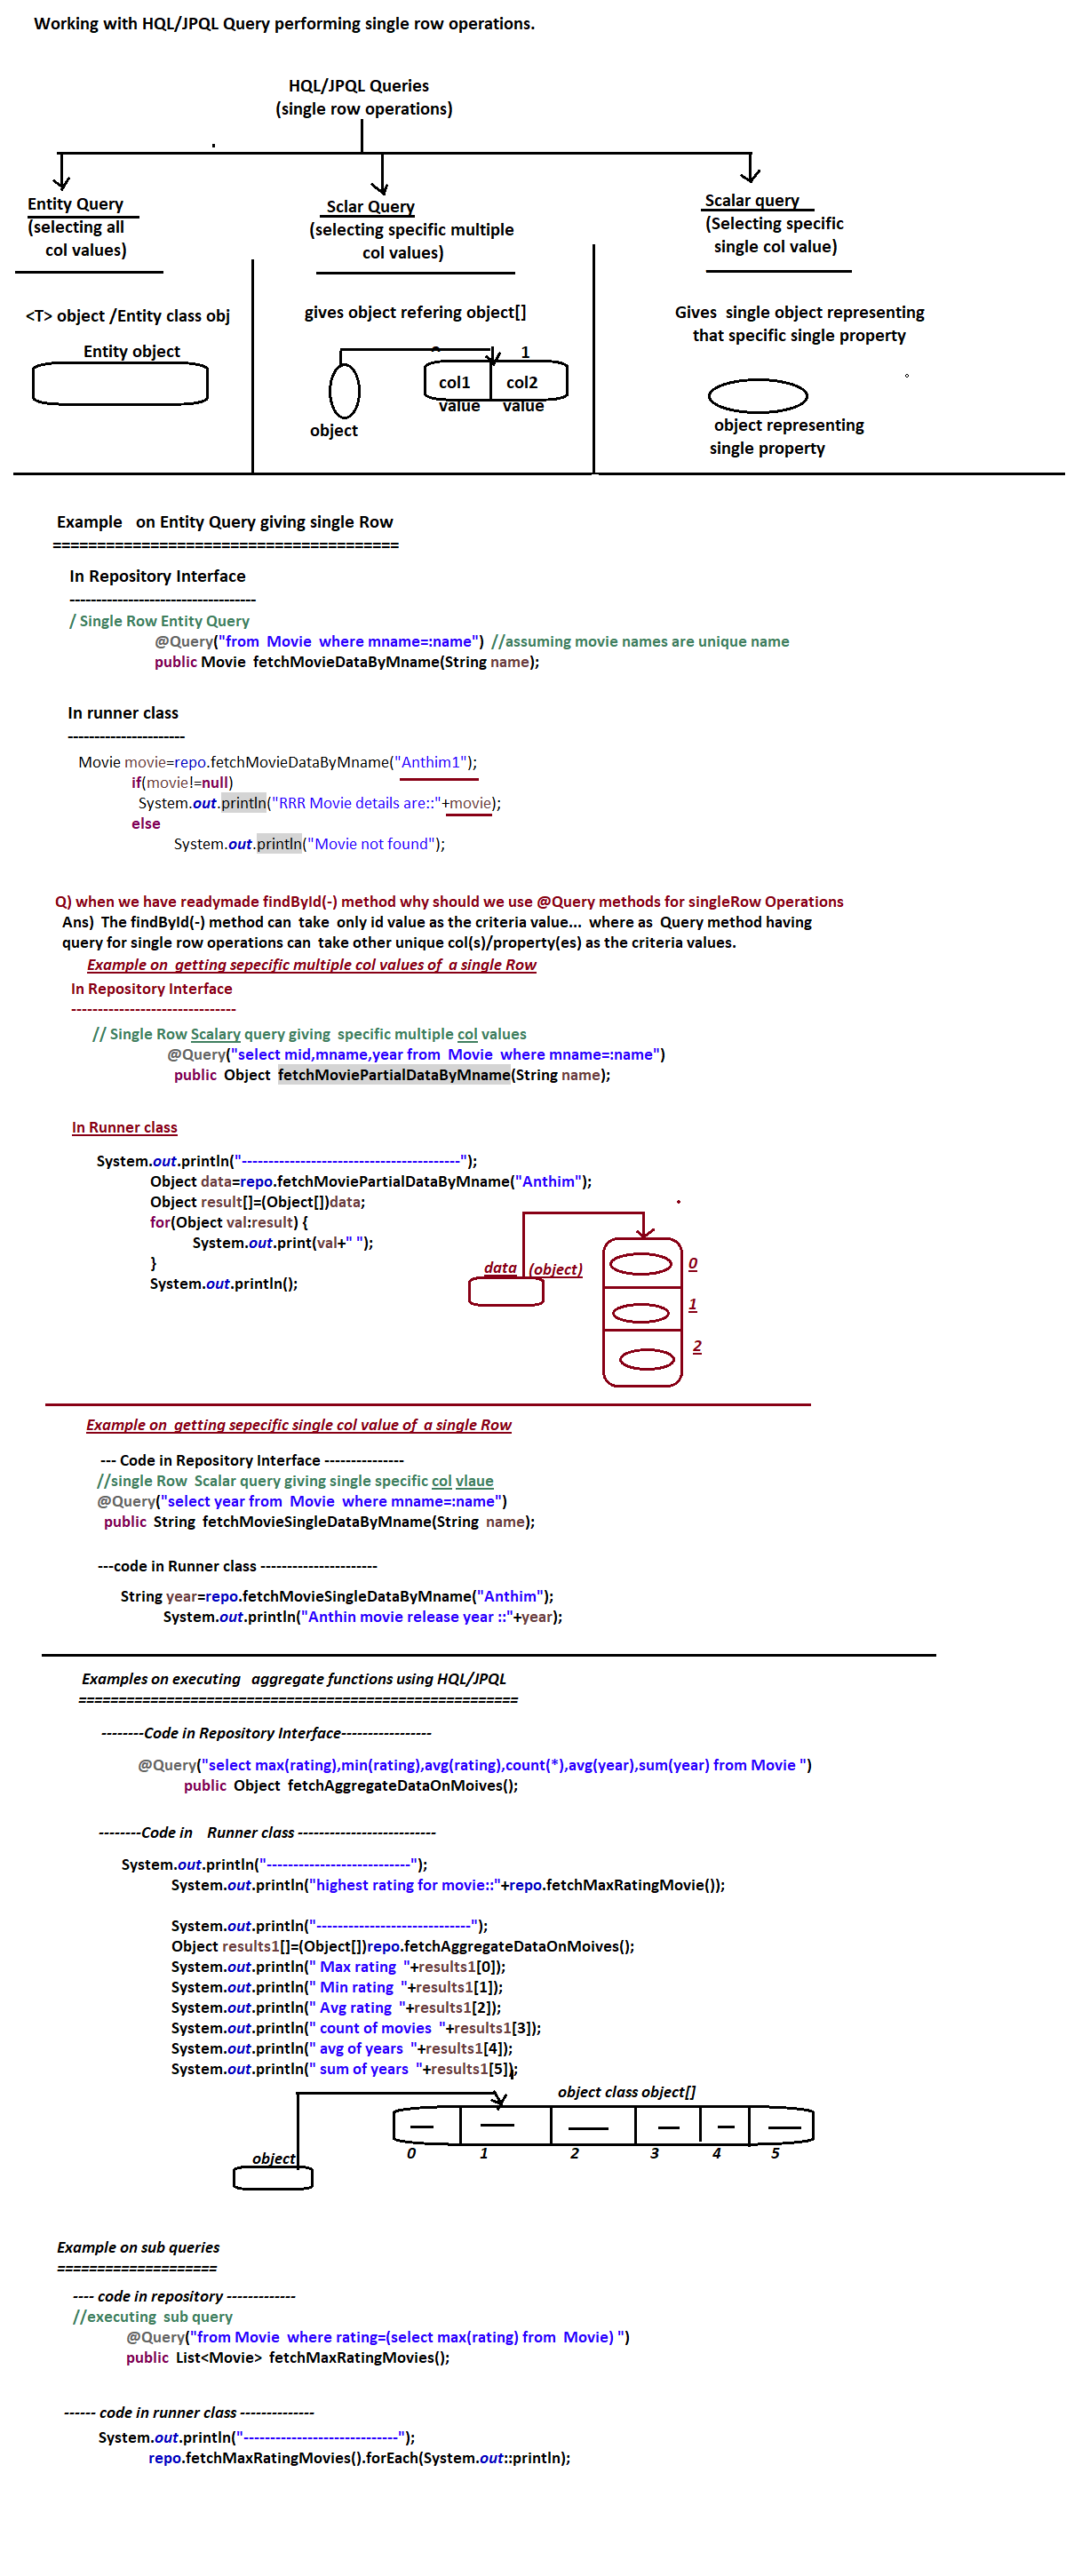 Working with HQL/JPQL Query performing single row operations.
HQL/JPQL Queries
(single row operations)
Entity Query
(selecting all
col values)
Sclar Query
(selecting specific multiple
col values)
Scalar query
(Selecting specific
single col value)
<T> object /Entity class obj
Entity object
gives object refering object[]
1
col1 col2
value value
object
Gives single object representing
that specific single property
object representing
single property
Example on Entity Query giving single Row
=======================================
In Repository Interface
-----------------------------------
/ Single Row Entity Query
@Query("from Movie where mname=:name") //assuming movie names are unique name
public Movie fetchMovieDataByMname(String name);
In runner class
----------------------
Movie movie=repo.fetchMovieDataByMname("Anthim1");
if(movie!=null)
System.out.println("RRR Movie details are::"+movie);
else
System.out.println("Movie not found");
Q) when we have readymade findById(-) method why should we use @Query methods for singleRow Operations
Ans) The findById(-) method can take only id value as the criteria value... where as Query method having
query for single row operations can take other unique col(s)/property(es) as the criteria values.
Example on getting sepecific multiple col values of a single Row
In Repository Interface
-------------------------------
// Single Row Scalary query giving specific multiple col values
@Query("select mid,mname,year from Movie where mname=:name")
public Object fetchMoviePartialDataByMname(String name);
In Runner class
System.out.println("-----------------------------------------");
Object data=repo.fetchMoviePartialDataByMname("Anthim");
Object result[]=(Object[])data;
for(Object val:result) {
System.out.print(val+" ");
}
System.out.println();
data (object)
0
1
2
Example on getting sepecific single col value of a single Row
--- Code in Repository Interface ---------------
//single Row Scalar query giving single specific col vlaue
@Query("select year from Movie where mname=:name")
public String fetchMovieSingleDataByMname(String name);
---code in Runner class ----------------------
String year=repo.fetchMovieSingleDataByMname("Anthim");
System.out.println("Anthin movie release year ::"+year);
Examples on executing aggregate functions using HQL/JPQL
=======================================================
--------Code in Repository Interface-----------------
@Query("select max(rating),min(rating),avg(rating),count(*),avg(year),sum(year) from Movie ")
public Object fetchAggregateDataOnMoives();
--------Code in Runner class --------------------------
System.out.println("---------------------------");
System.out.println("highest rating for movie::"+repo.fetchMaxRatingMovie());
System.out.println("-----------------------------");
Object results1[]=(Object[])repo.fetchAggregateDataOnMoives();
System.out.println(" Max rating "+results1[0]);
System.out.println(" Min rating "+results1[1]);
System.out.println(" Avg rating "+results1[2]);
System.out.println(" count of movies "+results1[3]);
System.out.println(" avg of years "+results1[4]);
System.out.println(" sum of years "+results1[5]);
object class object[]
0 1 2 3 4 5
object
Example on sub queries
====================
---- code in repository -------------
//executing sub query
@Query("from Movie where rating=(select max(rating) from Movie) ")
public List<Movie> fetchMaxRatingMovies();
------ code in runner class --------------
System.out.println("-----------------------------");
repo.fetchMaxRatingMovies().forEach(System.out::println);